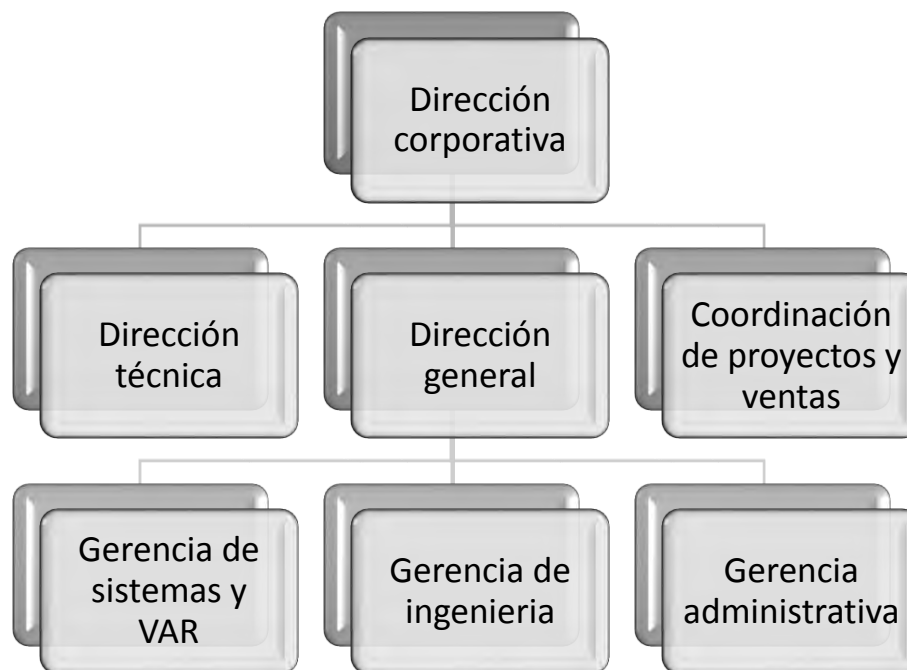 Dirección
corporativa
Dirección
técnica
Dirección
general
Coordinación
de proyectos y
ventas
Gerencia de
sistemas y
VAR
Gerencia de
ingenieria
Gerencia
administrativa